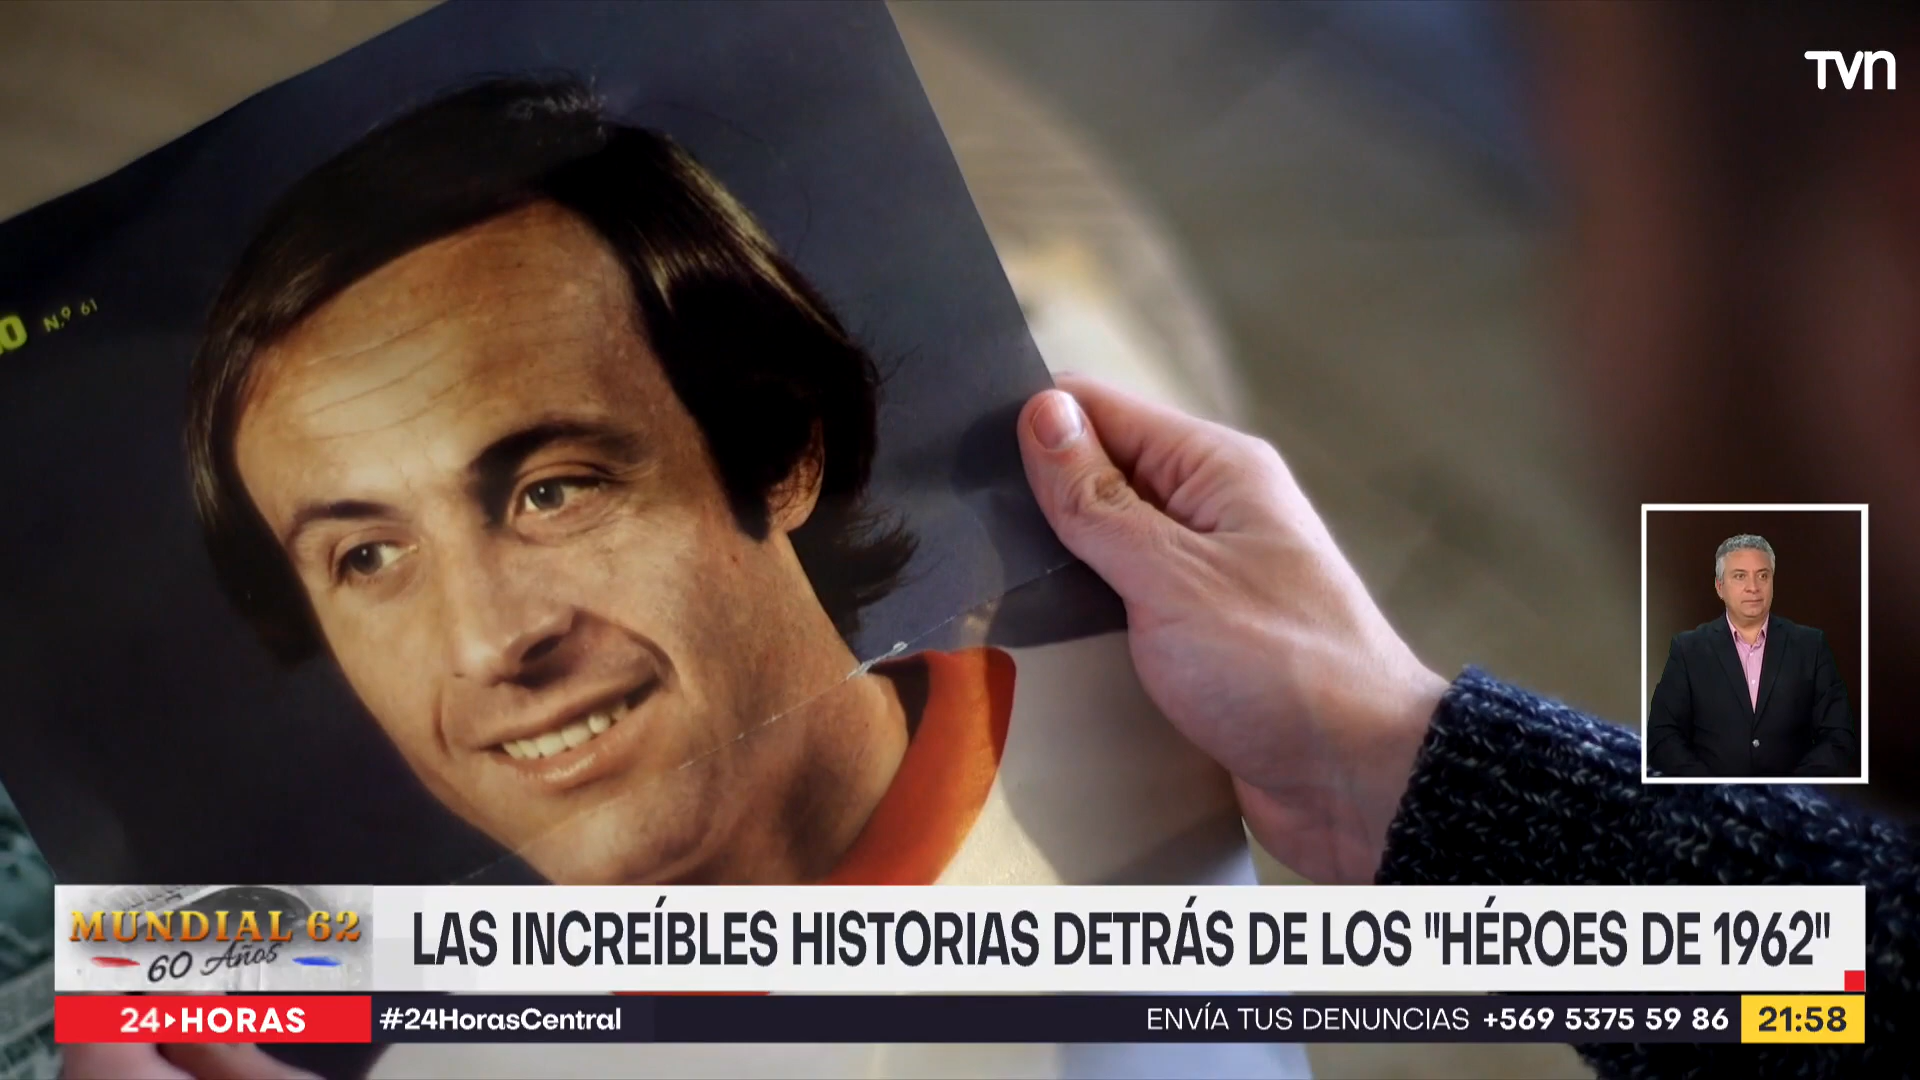 TVN
Nº 61
MUNDIAL 62
60 Años
LAS INCREÍBLES HISTORIAS DETRÁS DE LOS "HÉROES DE 1962"
24 HORAS
#24HorasCentral
ENVÍA TUS DENUNCIAS +569 5375 59 86
21:58